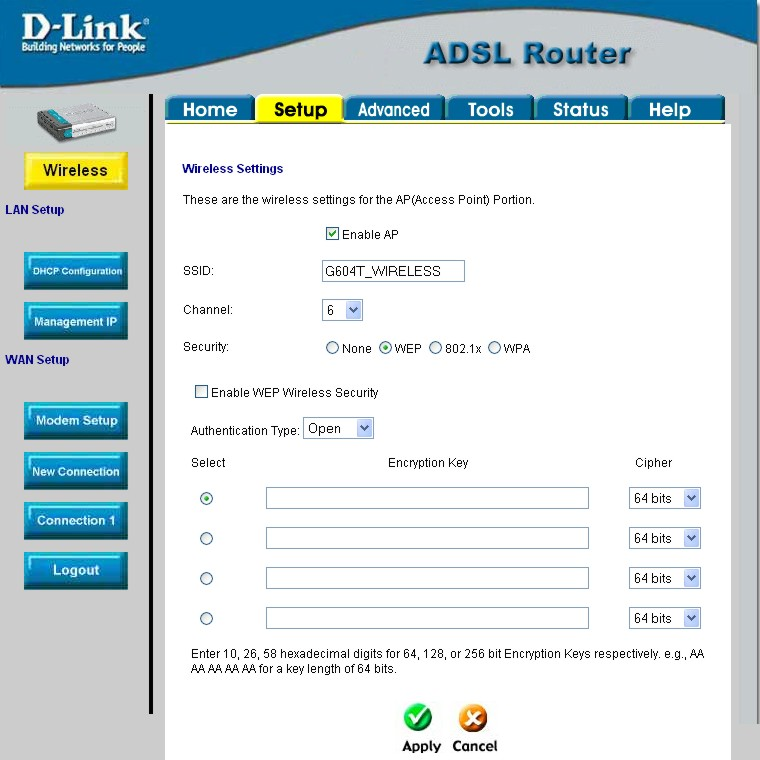 D-Link®
Building Networks for People
ADSL Router
Home Setup Advanced Tools Status Help
Wireless
LAN Setup
DHCP Configuration
Management IP
WAN Setup
Modem Setup
New Connection
Connection 1
Logout
Wireless Settings
These are the wireless settings for the AP(Access Point) Portion.
Enable AP
SSID: G604T_WIRELESS
Channel: 6
Security: None WEP 802.1x WPA
Enable WEP Wireless Security
Authentication Type: Open
Select Encryption Key Cipher
64 bits
64 bits
64 bits
64 bits
Enter 10, 26, 58 hexadecimal digits for 64, 128, or 256 bit Encryption Keys respectively. e.g., AA
AA AA AA AA for a key length of 64 bits.
Apply Cancel